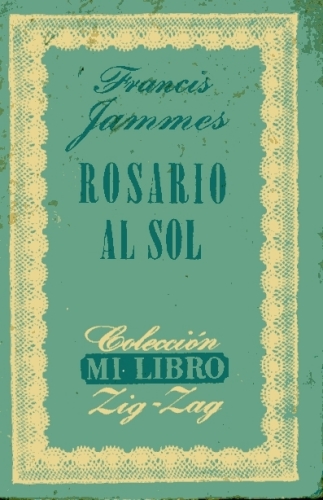 Francis
Jammes
ROSARIO
AL SOL
Colección
MI LIBRO
Zig-Zag